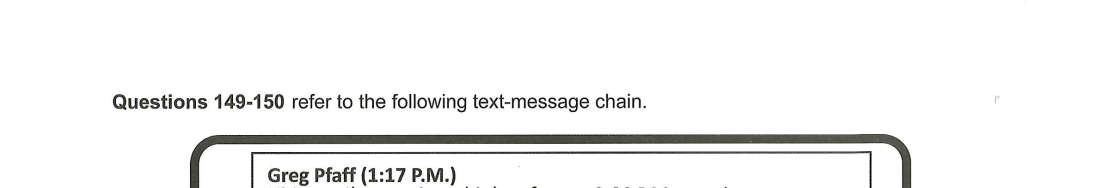 Questions 149-150 refer to the following text-message chain.
Greg Pfaff (1:17 P.M.)